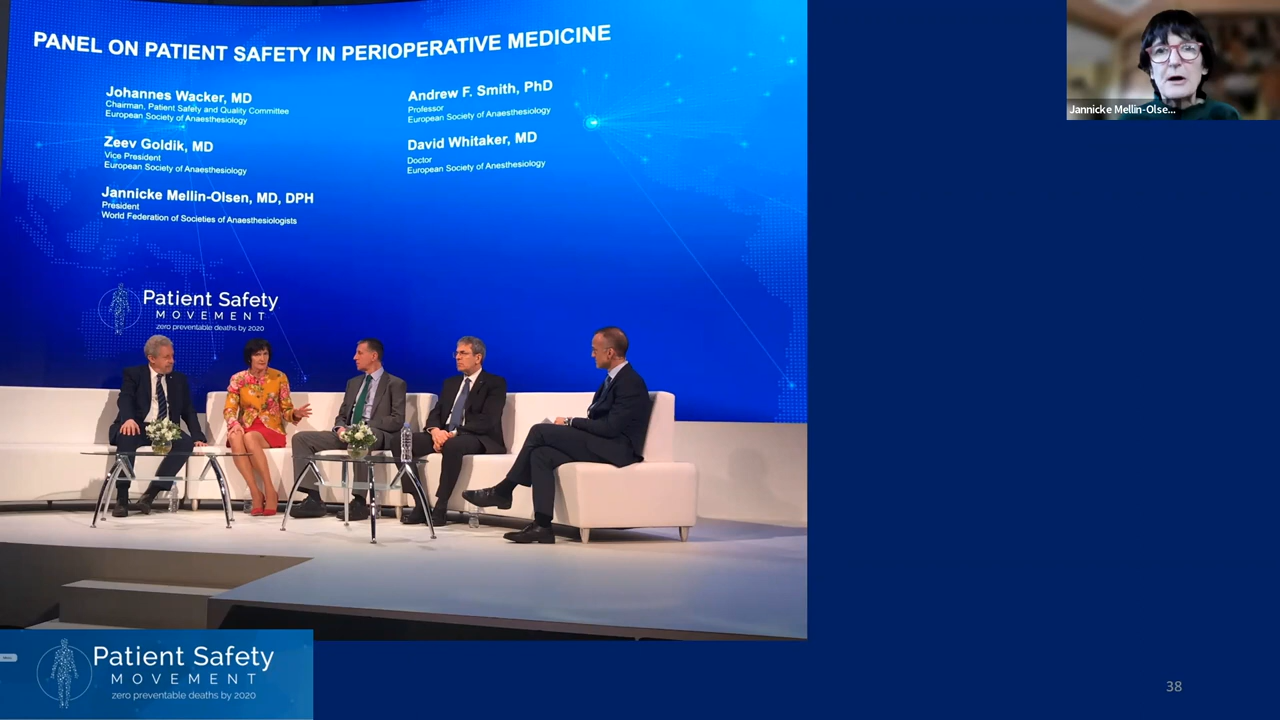 PANEL ON PATIENT SAFETY IN PERIOPERATIVE MEDICINE
Johannes Wacker, MD
Chairman, Patient Safety and Quality Committee
European Society of Anaesthesiology
Zeev Goldik, MD
Vice President
European Society of Anaesthesiology
Jannicke Mellin-Olsen, MD, DPH
President
World Federation of Societies of Anaesthesiologists
Andrew F. Smith, PhD
Professor
European Society of Anaesthesiology
David Whitaker, MD
Doctor
European Society of Anesthesiology
Patient Safety
MOVEMENT
zero preventable deaths by 2020
Jannicke Mellin-Olse...
Patient Safety
MOVEMENT
zero preventable deaths by 2020
38